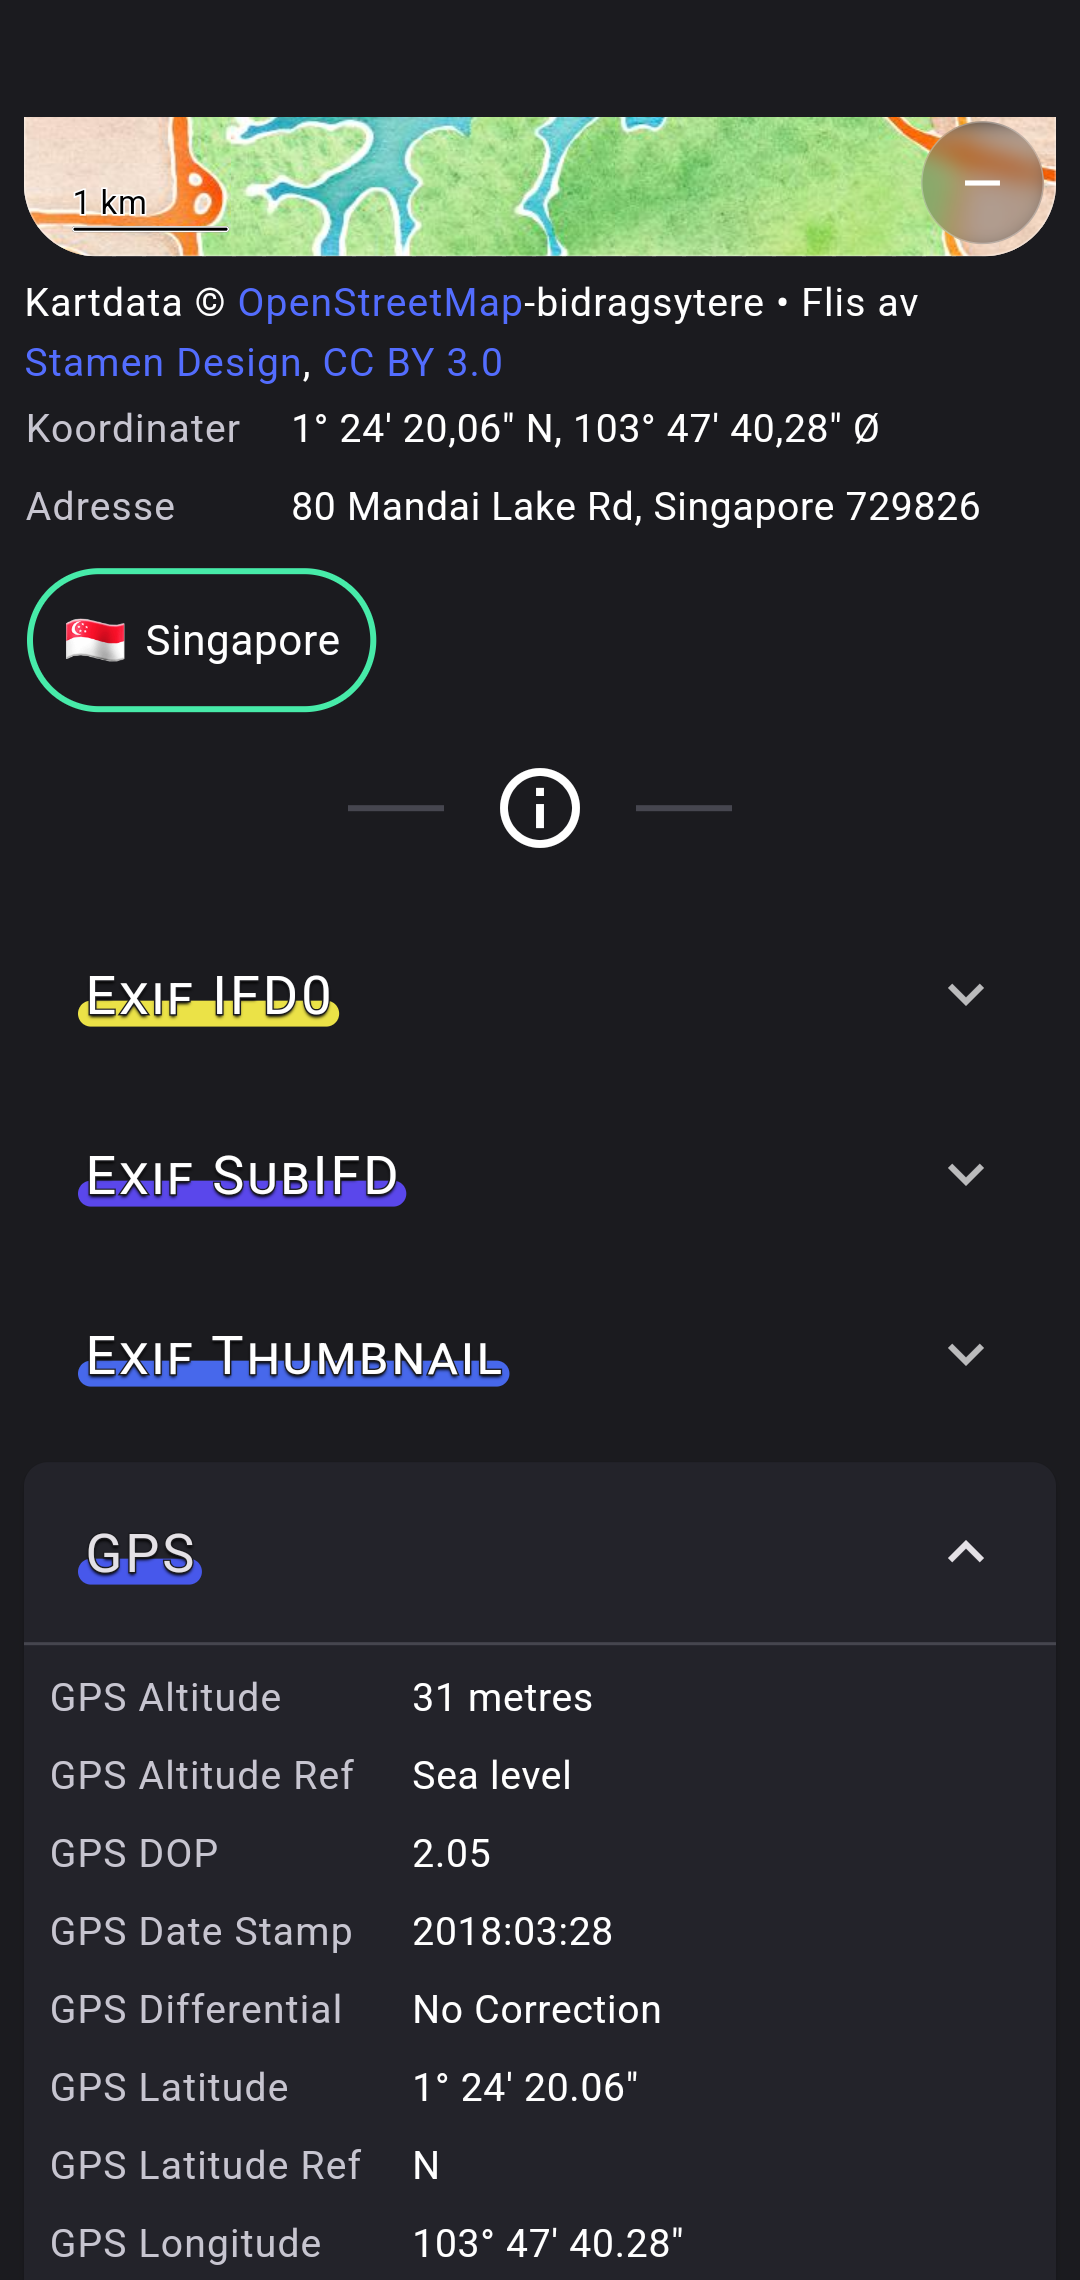 1 km
Kartdata © OpenStreetMap-bidragsytere • Flis av
Stamen Design, CC BY 3.0
Koordinater 1° 24' 20,06" N, 103° 47' 40,28" Ø
Adresse 80 Mandai Lake Rd, Singapore 729826
🇸🇬 Singapore
Exif IFD0
Exif SubIFD
Exif Thumbnail
GPS
GPS Altitude 31 metres
GPS Altitude Ref Sea level
GPS DOP 2.05
GPS Date Stamp 2018:03:28
GPS Differential No Correction
GPS Latitude 1° 24' 20.06"
GPS Latitude Ref N
GPS Longitude 103° 47' 40.28"